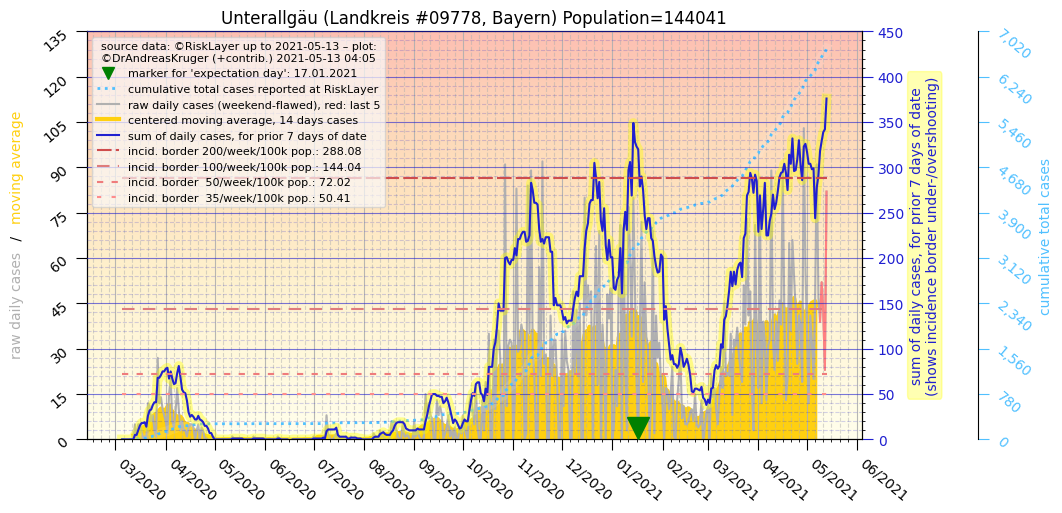 Unterallgäu (Landkreis #09778, Bayern) Population=144041
source data: ©RiskLayer up to 2021-05-13 – plot:
©DrAndreasKruger (+contrib.) 2021-05-13 04:05
marker for 'expectation day': 17.01.2021
cumulative total cases reported at RiskLayer
raw daily cases (weekend-flawed), red: last 5
centered moving average, 14 days cases
sum of daily cases, for prior 7 days of date
incid. border 200/week/100k pop.: 288.08
incid. border 100/week/100k pop.: 144.04
incid. border  50/week/100k pop.: 72.02
incid. border  35/week/100k pop.: 50.41
raw daily cases / moving average
135
120
105
90
75
60
45
30
15
0
03/2020
04/2020
05/2020
06/2020
07/2020
08/2020
09/2020
10/2020
11/2020
12/2020
01/2021
02/2021
03/2021
04/2021
05/2021
06/2021
450
400
350
300
250
200
150
100
50
0
sum of daily cases, for prior 7 days of date
(shows incidence border under-/overshooting)
7,020
6,240
5,460
4,680
3,900
3,120
2,340
1,560
780
0
cumulative total cases